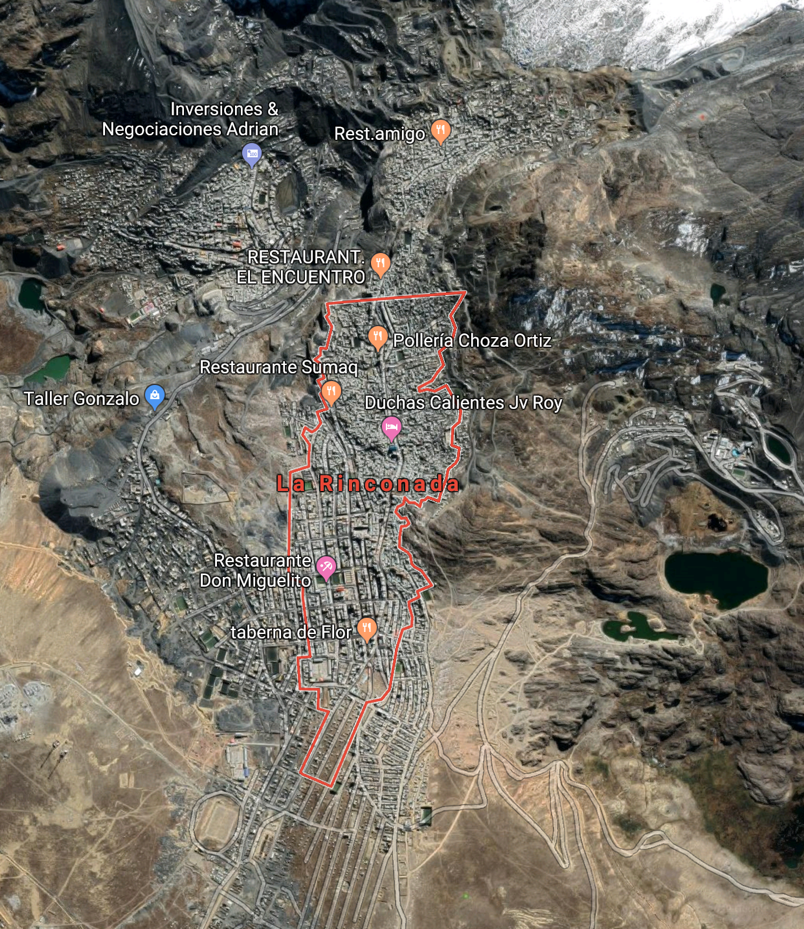 Inversiones &
Negociaciones Adrian
Rest.amigo
RESTAURANT.
EL ENCUENTRO
Pollería Choza Ortiz
Restaurante Sumaq
Taller Gonzalo
Duchas Calientes Jv Roy
La Rinconada
Restaurante
Don Miguelito
taberna de Flor